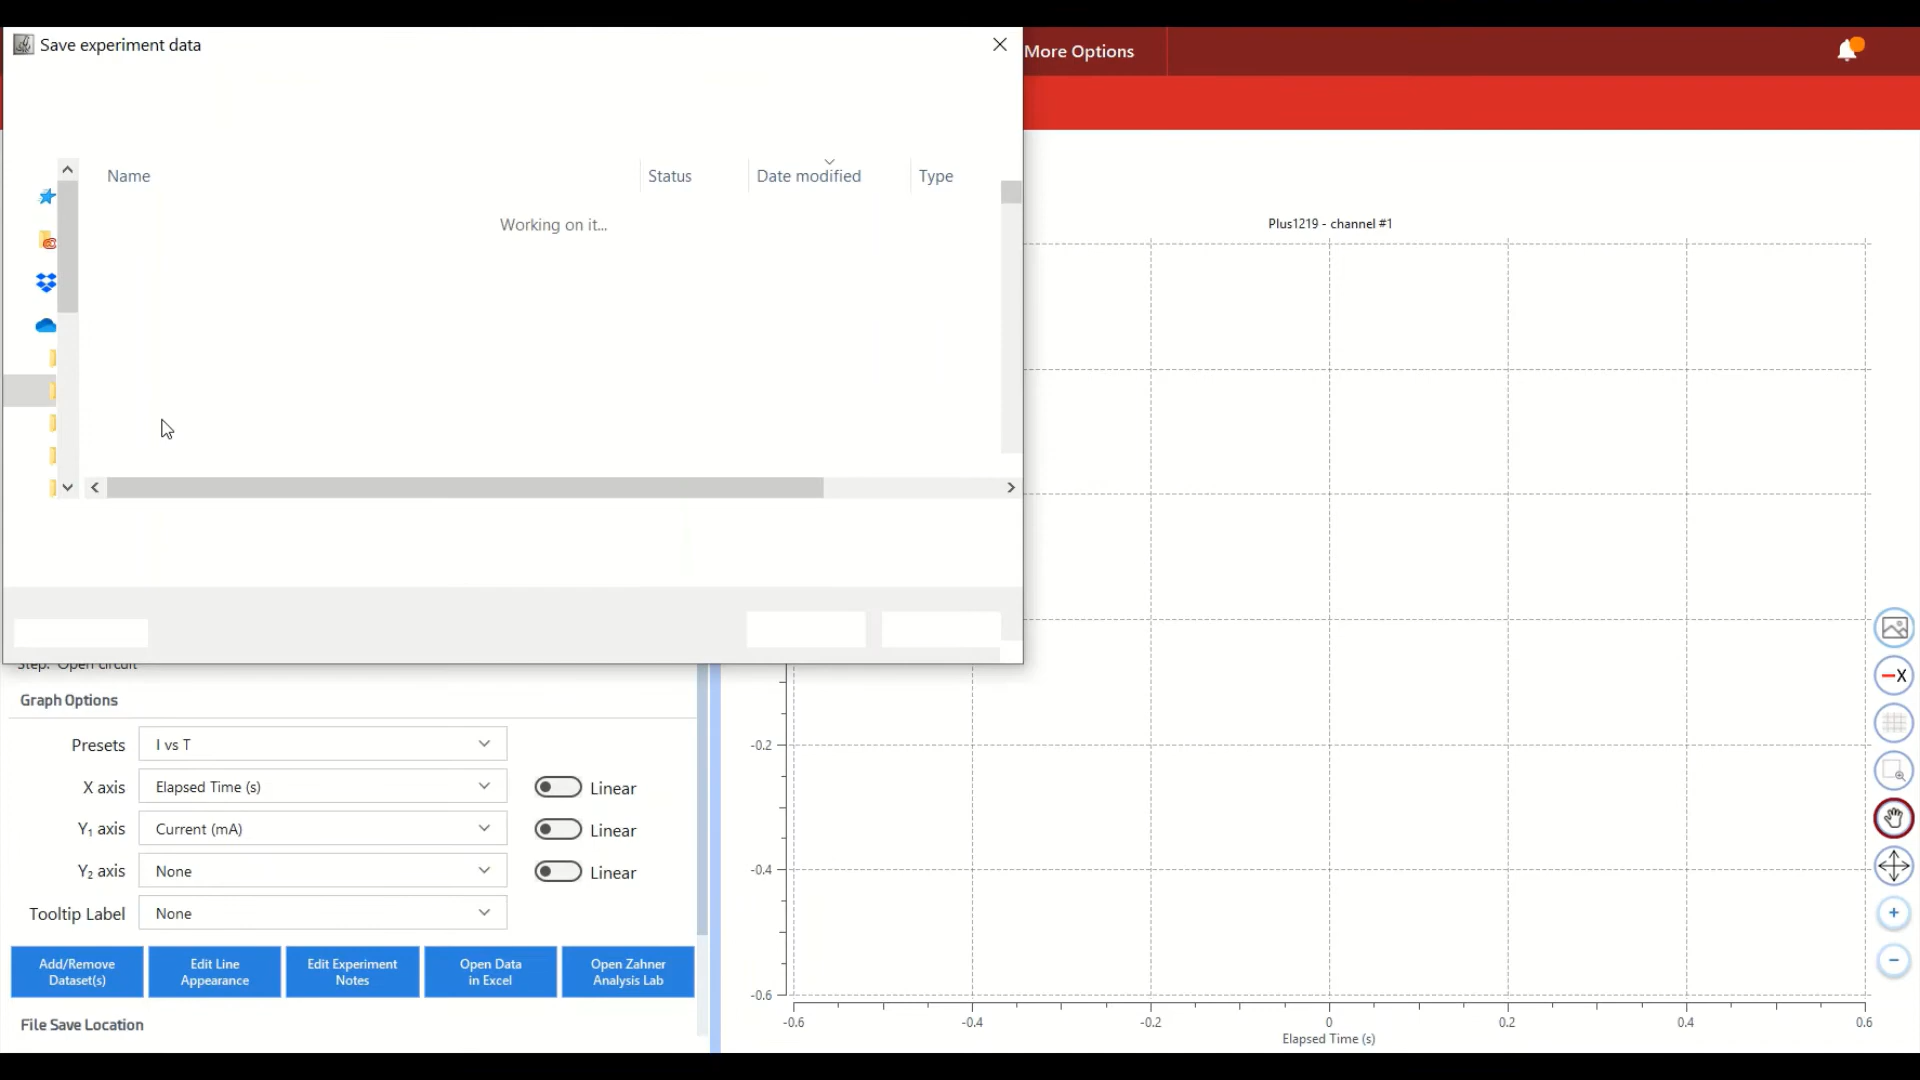 Save experiment data
More Options
Name
Status
Date modified
Type
Working on it...
Plus1219 - channel #1
Step: Open circuit
Graph Options
Presets
I vs T
X axis
Elapsed Time (s)
Linear
Y₁ axis
Current (mA)
Linear
Y₂ axis
None
Linear
Tooltip Label
None
Add/Remove
Dataset(s)
Edit Line
Appearance
Edit Experiment
Notes
Open Data
in Excel
Open Zahner
Analysis Lab
File Save Location
-0.2
-0.4
-0.6
-0.6
-0.4
-0.2
0
0.2
0.4
0.6
Elapsed Time (s)
X